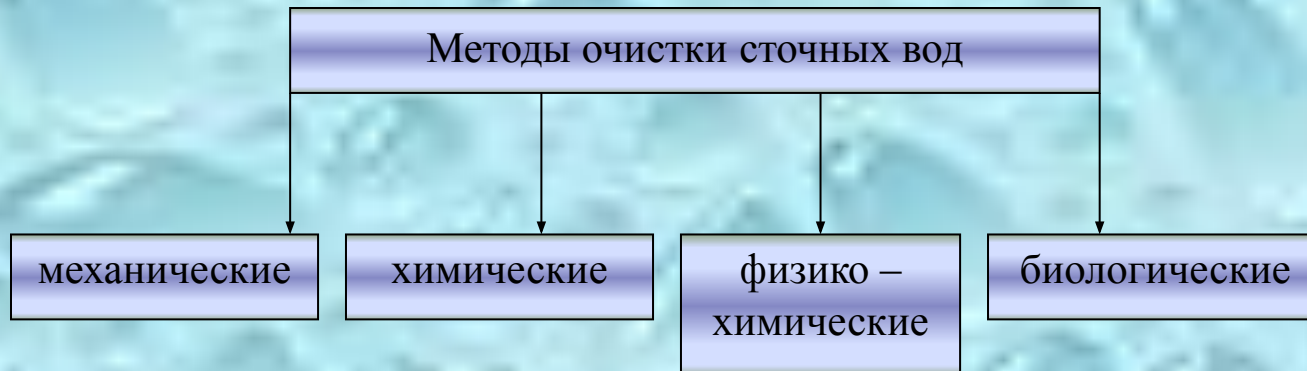 Методы очистки сточных вод
механические
химические
физико –
химические
биологические